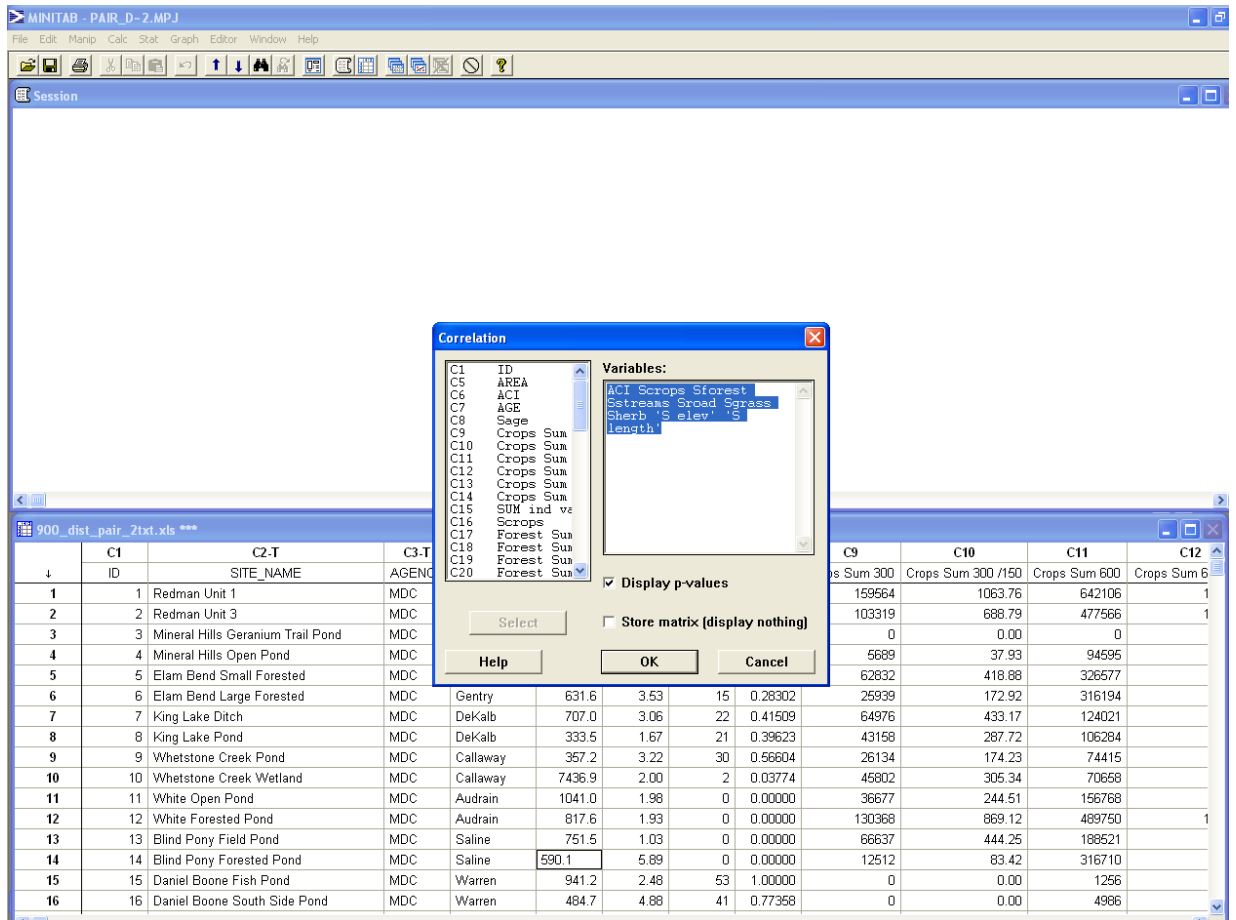 MINITAB - PAIR_D-2.MPJ
File Edit Manip Calc Stat Graph Editor Window Help
Session
Correlation
C1 ID
C5 AREA
C6 ACI
C7 AGE
C8 Sage
C9 Crops Sum
C10 Crops Sum
C11 Crops Sum
C12 Crops Sum
C13 Crops Sum
C14 Crops Sum
C15 SUM ind va
C16 Scrops
C17 Forest Sum
C18 Forest Sum
C19 Forest Sum
C20 Forest Sum
Variables:
ACI Scrops Sforest
Sstreams Sroad Sgrass
Sherb 'S elev' 'S
length'
Display p-values
Select
Store matrix (display nothing)
Help OK Cancel
900_dist_pair_2txt.xls ***
C1 C2-T C3-T C9 C10 C11 C12
↓ ID SITE_NAME AGENC ps Sum 300 Crops Sum 300 /150 Crops Sum 600 Crops Sum 6
1 1 Redman Unit 1 MDC 159564 1063.76 642106 1
2 2 Redman Unit 3 MDC 103319 688.79 477566 1
3 3 Mineral Hills Geranium Trail Pond MDC 0 0.00 0
4 4 Mineral Hills Open Pond MDC 5689 37.93 94595
5 5 Elam Bend Small Forested MDC 62832 418.88 326577
6 6 Elam Bend Large Forested MDC Gentry 631.6 3.53 15 0.28302 25939 172.92 316194
7 7 King Lake Ditch MDC DeKalb 707.0 3.06 22 0.41509 64976 433.17 124021
8 8 King Lake Pond MDC DeKalb 333.5 1.67 21 0.39623 43158 287.72 106284
9 9 Whetstone Creek Pond MDC Callaway 357.2 3.22 30 0.56604 26134 174.23 74415
10 10 Whetstone Creek Wetland MDC Callaway 7436.9 2.00 2 0.03774 45802 305.34 70658
11 11 White Open Pond MDC Audrain 1041.0 1.98 0 0.00000 36677 244.51 156768
12 12 White Forested Pond MDC Audrain 817.6 1.93 0 0.00000 130368 869.12 489750 1
13 13 Blind Pony Field Pond MDC Saline 751.5 1.03 0 0.00000 66637 444.25 188521
14 14 Blind Pony Forested Pond MDC Saline 590.1 5.89 0 0.00000 12512 83.42 316710
15 15 Daniel Boone Fish Pond MDC Warren 941.2 2.48 53 1.00000 0 0.00 1256
16 16 Daniel Boone South Side Pond MDC Warren 484.7 4.88 41 0.77358 0 0.00 4986